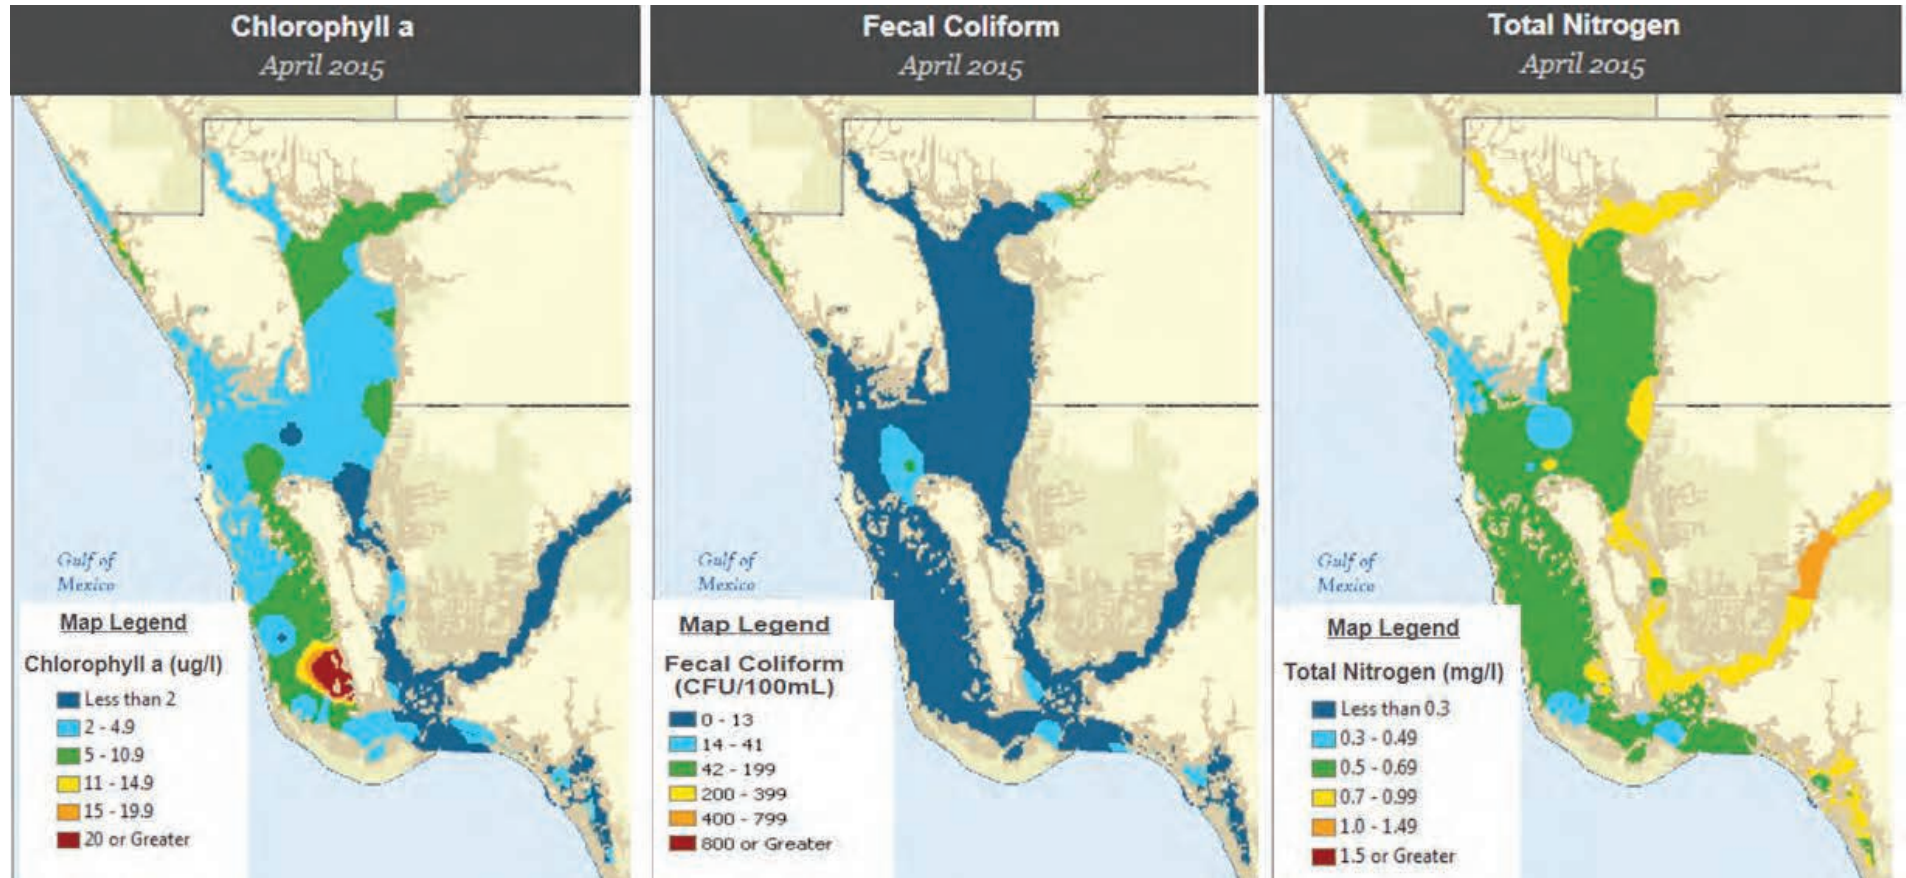 Chlorophyll a
April 2015
Gulf of
Mexico
Map Legend
Chlorophyll a (ug/l)
Less than 2
2 - 4.9
5 - 10.9
11 - 14.9
15 - 19.9
20 or Greater
Fecal Coliform
April 2015
Gulf of
Mexico
Map Legend
Fecal Coliform
(CFU/100mL)
0 - 13
14 - 41
42 - 199
200 - 399
400 - 799
800 or Greater
Total Nitrogen
April 2015
Gulf of
Mexico
Map Legend
Total Nitrogen (mg/l)
Less than 0.3
0.3 - 0.49
0.5 - 0.69
0.7 - 0.99
1.0 - 1.49
1.5 or Greater